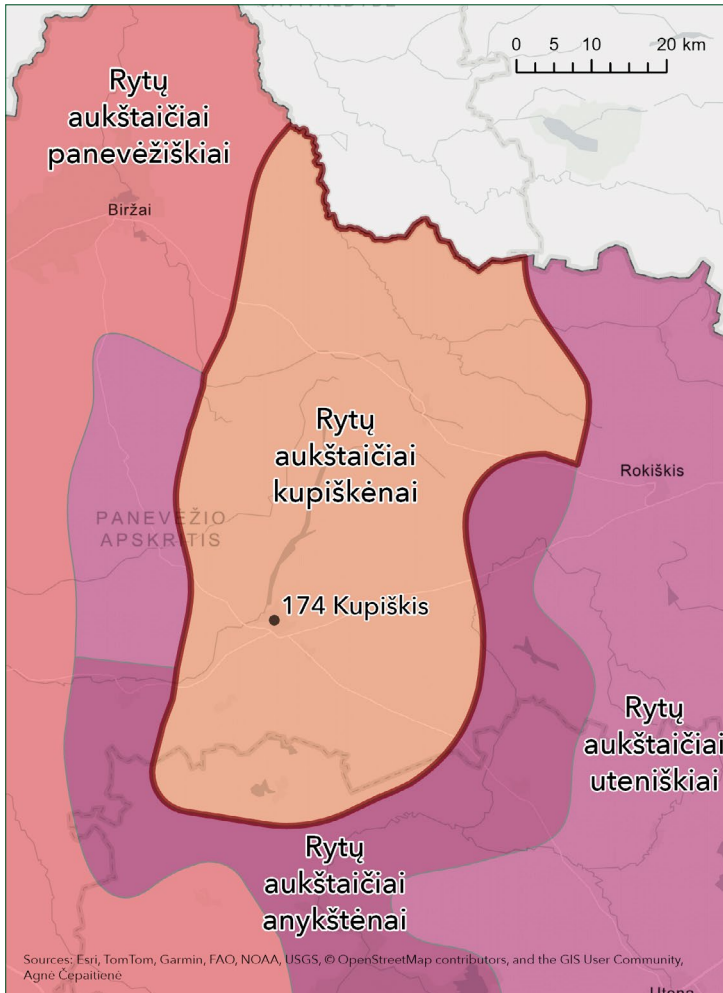 0 5 10 20 km
Rytų
aukštaičiai
panevėžiškiai
Biržai
Rytų
aukštaičiai
kupiškėnai
Rokiškis
PANEVĖŽIO
APSKRITIS
174 Kupiškis
Rytų
aukštaičiai
uteniškiai
Rytų
aukštaičiai
anykštėnai
Sources: Esri, TomTom, Garmin, FAO, NOAA, USGS, © OpenStreetMap contributors, and the GIS User Community,
Agnė Čepaitienė
Utena